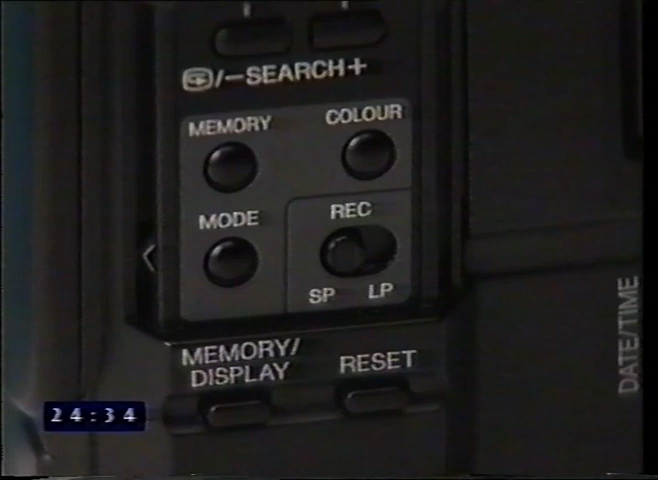 /−SEARCH+
MEMORY
COLOUR
MODE
REC
SP LP
MEMORY/
DISPLAY
RESET
DATE/TIME
24:34